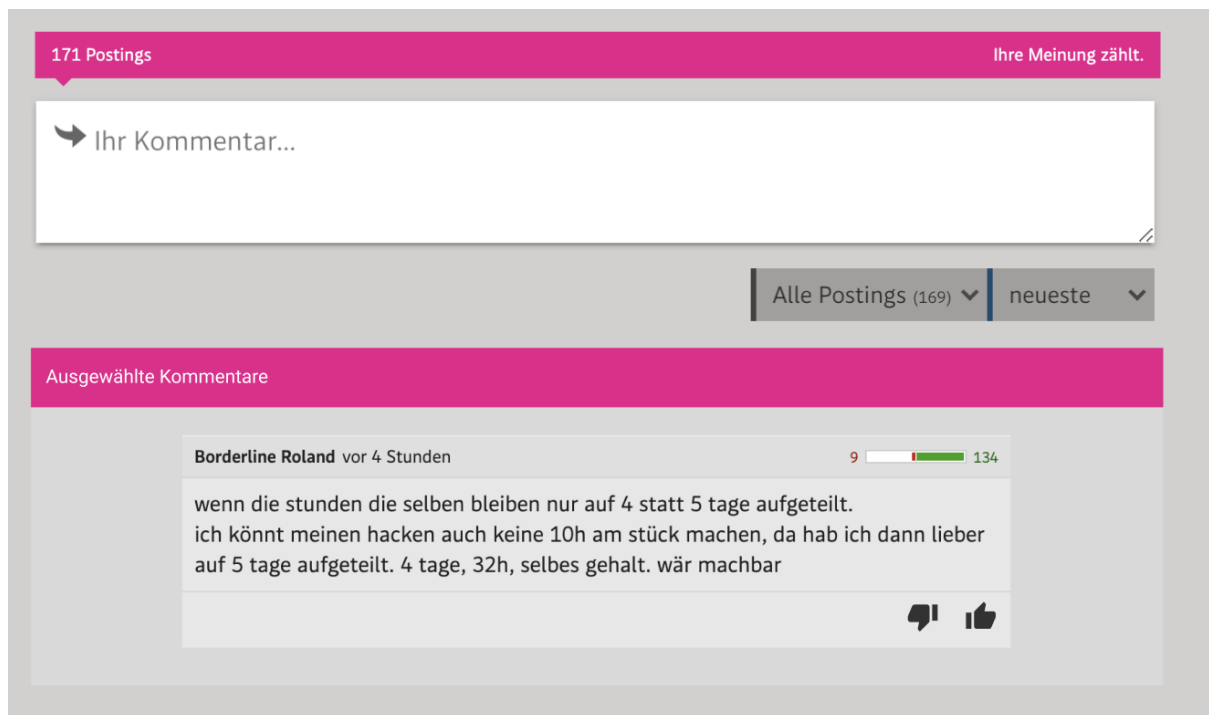 171 Postings
Ihre Meinung zählt.
Ihr Kommentar...
Alle Postings (169)
neueste
Ausgewählte Kommentare
Borderline Roland vor 4 Stunden
9
134
wenn die stunden die selben bleiben nur auf 4 statt 5 tage aufgeteilt.
ich könnt meinen hacken auch keine 10h am stück machen, da hab ich dann lieber
auf 5 tage aufgeteilt. 4 tage, 32h, selbes gehalt. wär machbar